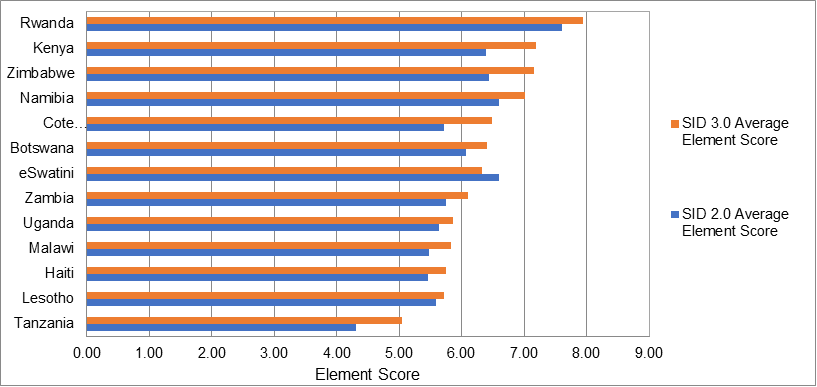 Rwanda
Kenya
Zimbabwe
Namibia
Cote...
Botswana
eSwatini
Zambia
Uganda
Malawi
Haiti
Lesotho
Tanzania
0.00 1.00 2.00 3.00 4.00 5.00 6.00 7.00 8.00 9.00
Element Score
SID 3.0 Average
Element Score
SID 2.0 Average
Element Score